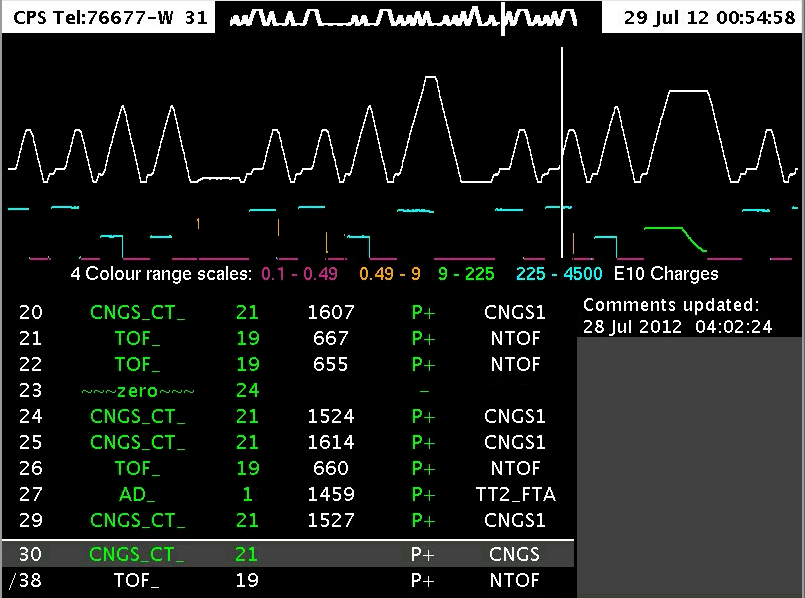 CPS Tel:76677-W 31 29 Jul 12 00:54:58
4 Colour range scales: 0.1 - 0.49 0.49 - 9 9 - 225 225 - 4500 E10 Charges
Comments updated:
28 Jul 2012 04:02:24
20 CNGS_CT_ 21 1607 P+ CNGS1
21 TOF_ 19 667 P+ NTOF
22 TOF_ 19 655 P+ NTOF
23 ~~~zero~~~ 24 –
24 CNGS_CT_ 21 1524 P+ CNGS1
25 CNGS_CT_ 21 1614 P+ CNGS1
26 TOF_ 19 660 P+ NTOF
27 AD_ 1 1459 P+ TT2_FTA
29 CNGS_CT_ 21 1527 P+ CNGS1
30 CNGS_CT_ 21 P+ CNGS
/38 TOF_ 19 P+ NTOF